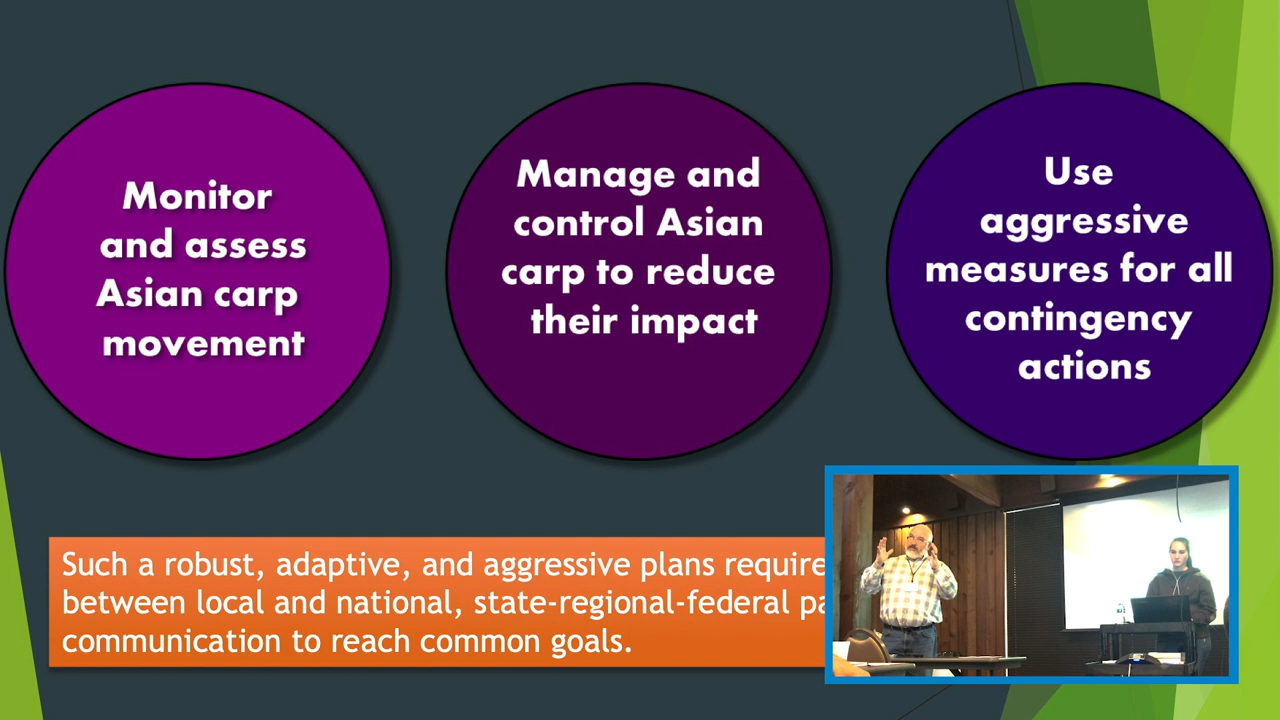 Monitor
and assess
Asian carp
movement
Manage and
control Asian
carp to reduce
their impact
Use
aggressive
measures for all
contingency
actions
Such a robust, adaptive, and aggressive plans require
between local and national, state-regional-federal
communication to reach common goals.